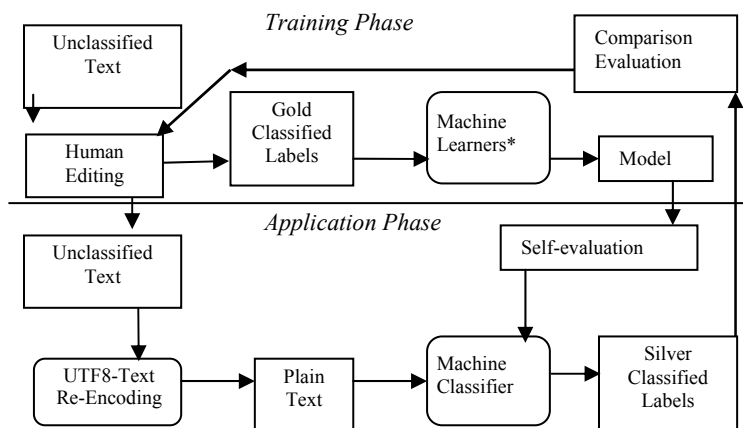 Training Phase
Unclassified
Text
Comparison
Evaluation
Human
Editing
Gold
Classified
Labels
Machine
Learners*
Model
Application Phase
Unclassified
Text
Self-evaluation
UTF8-Text
Re-Encoding
Plain
Text
Machine
Classifier
Silver
Classified
Labels